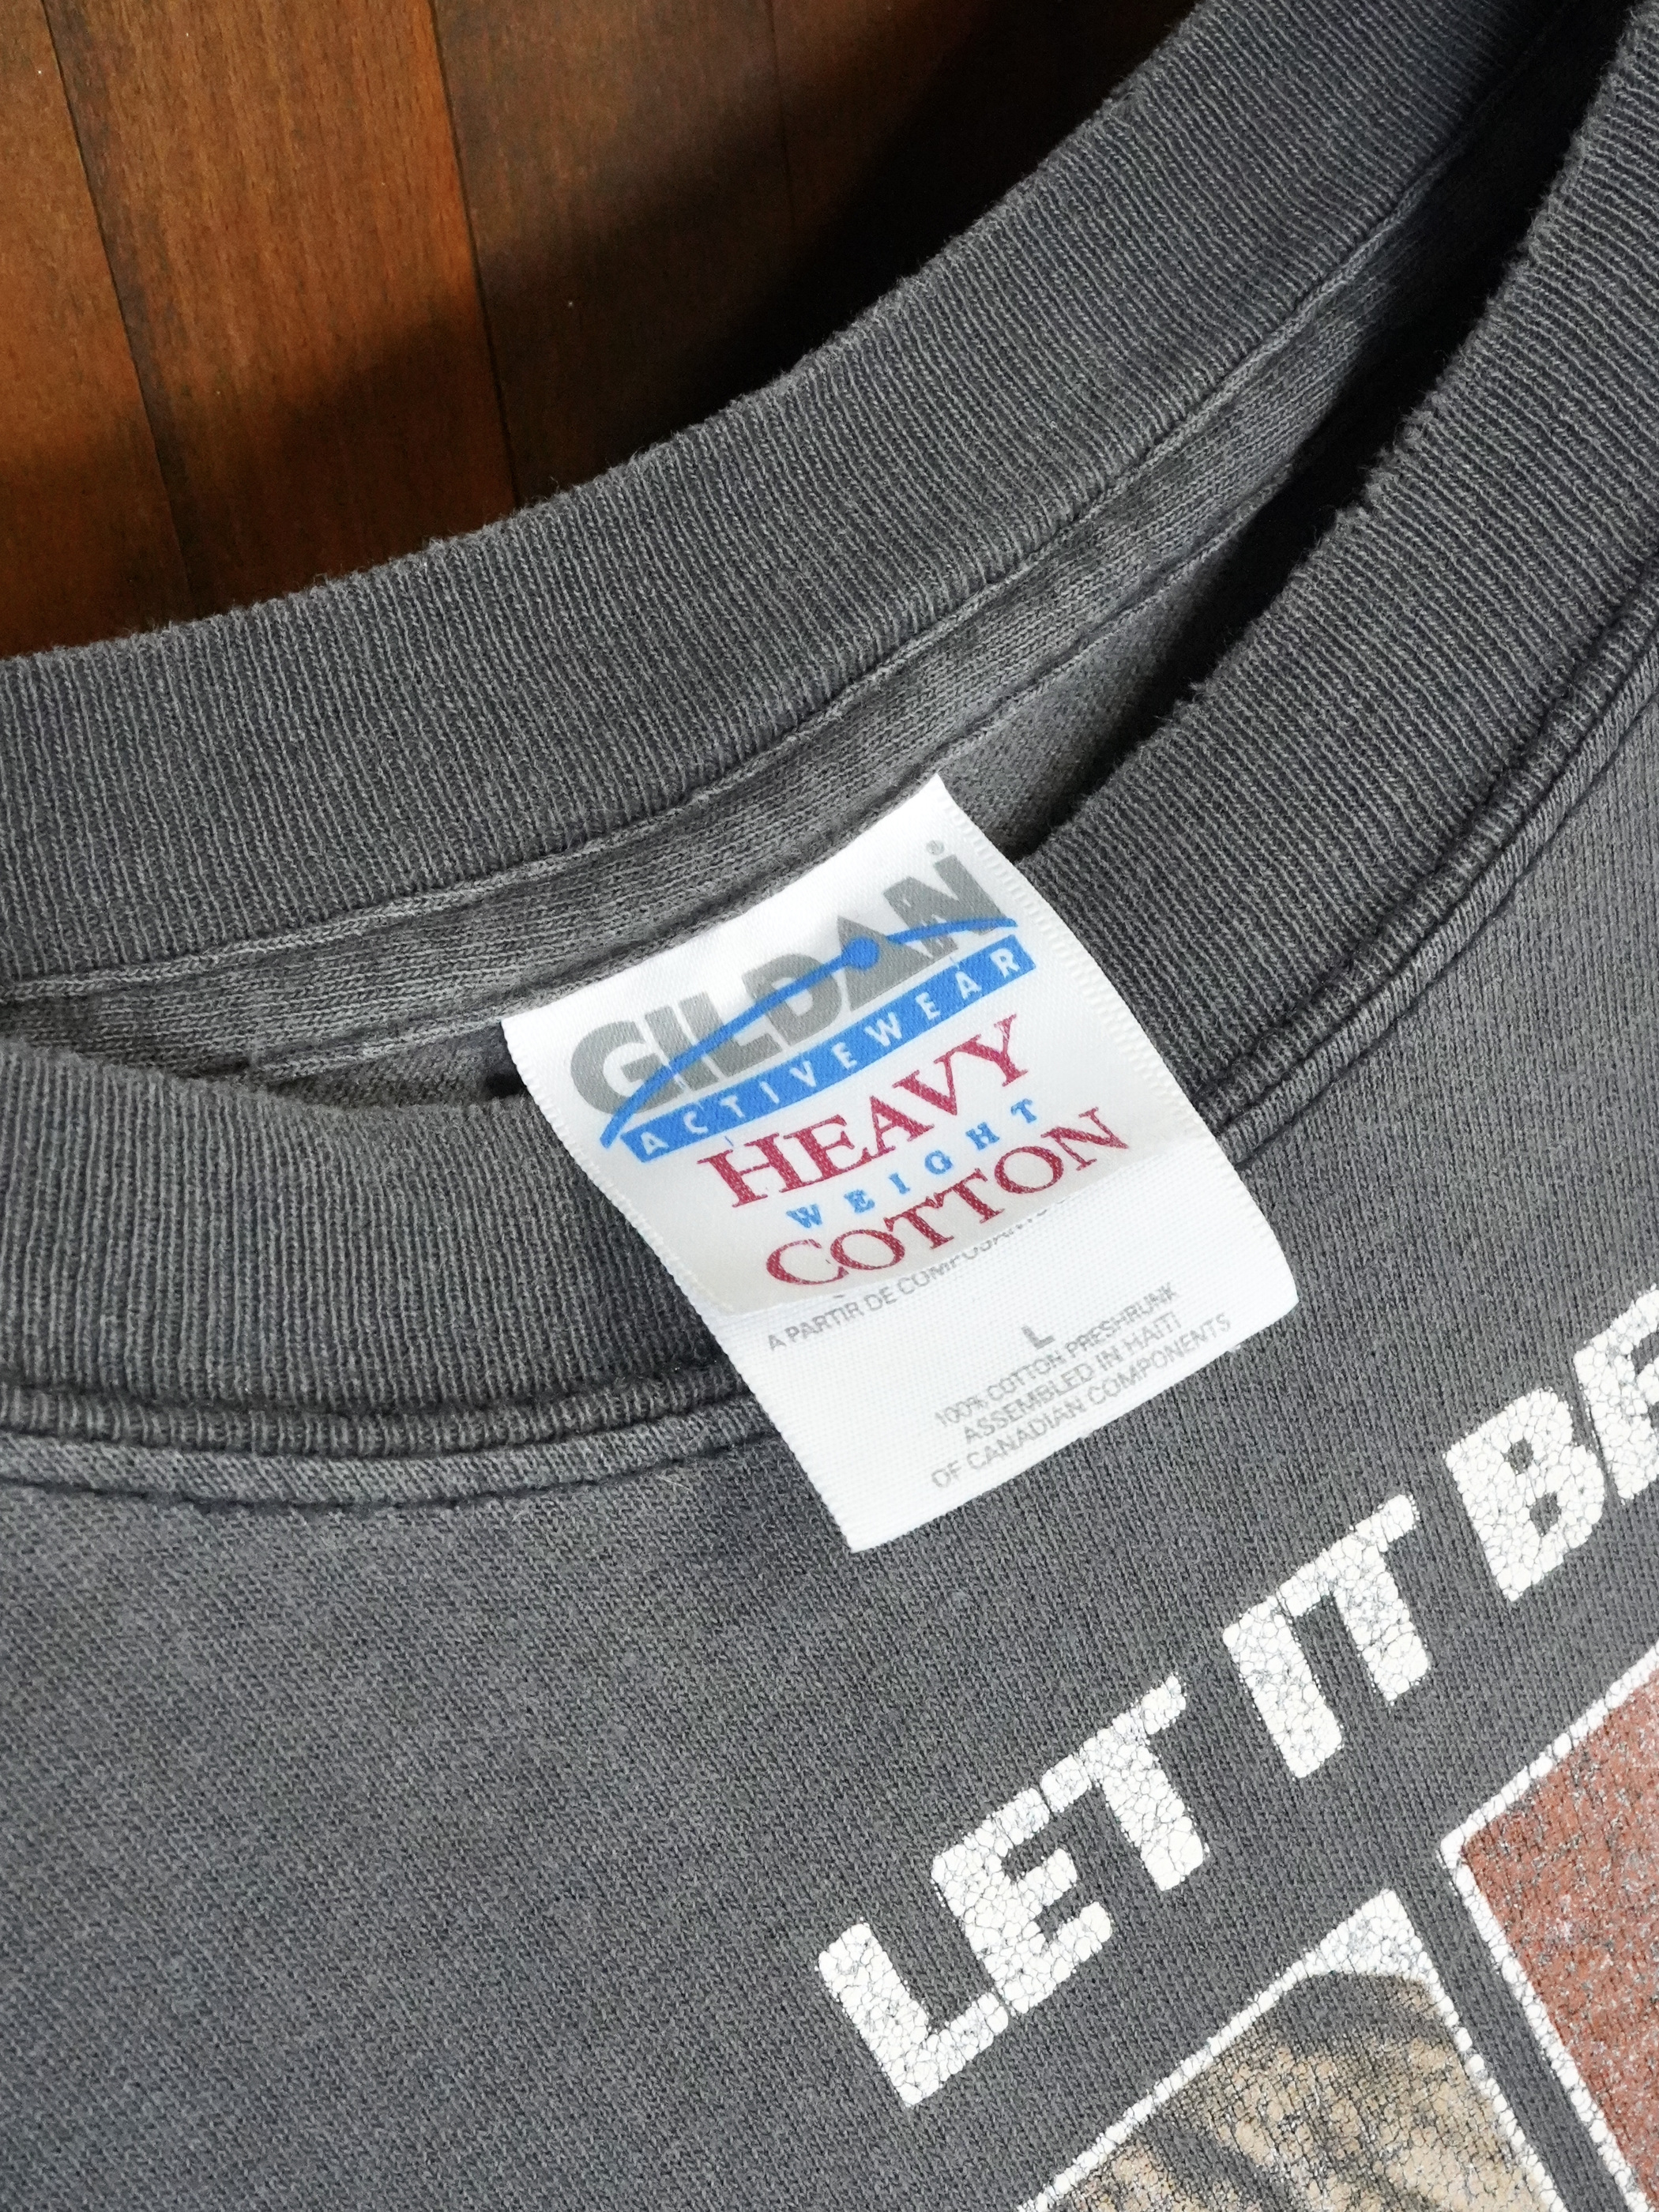 GILDAN®
ACTIVEWEAR
HEAVY
WEIGHT
COTTON
A PARTIR DE
L
100% COTTON PRESHRUNK
ASSEMBLED IN HAITI
OF CANADIAN COMPONENTS
LET IT BE